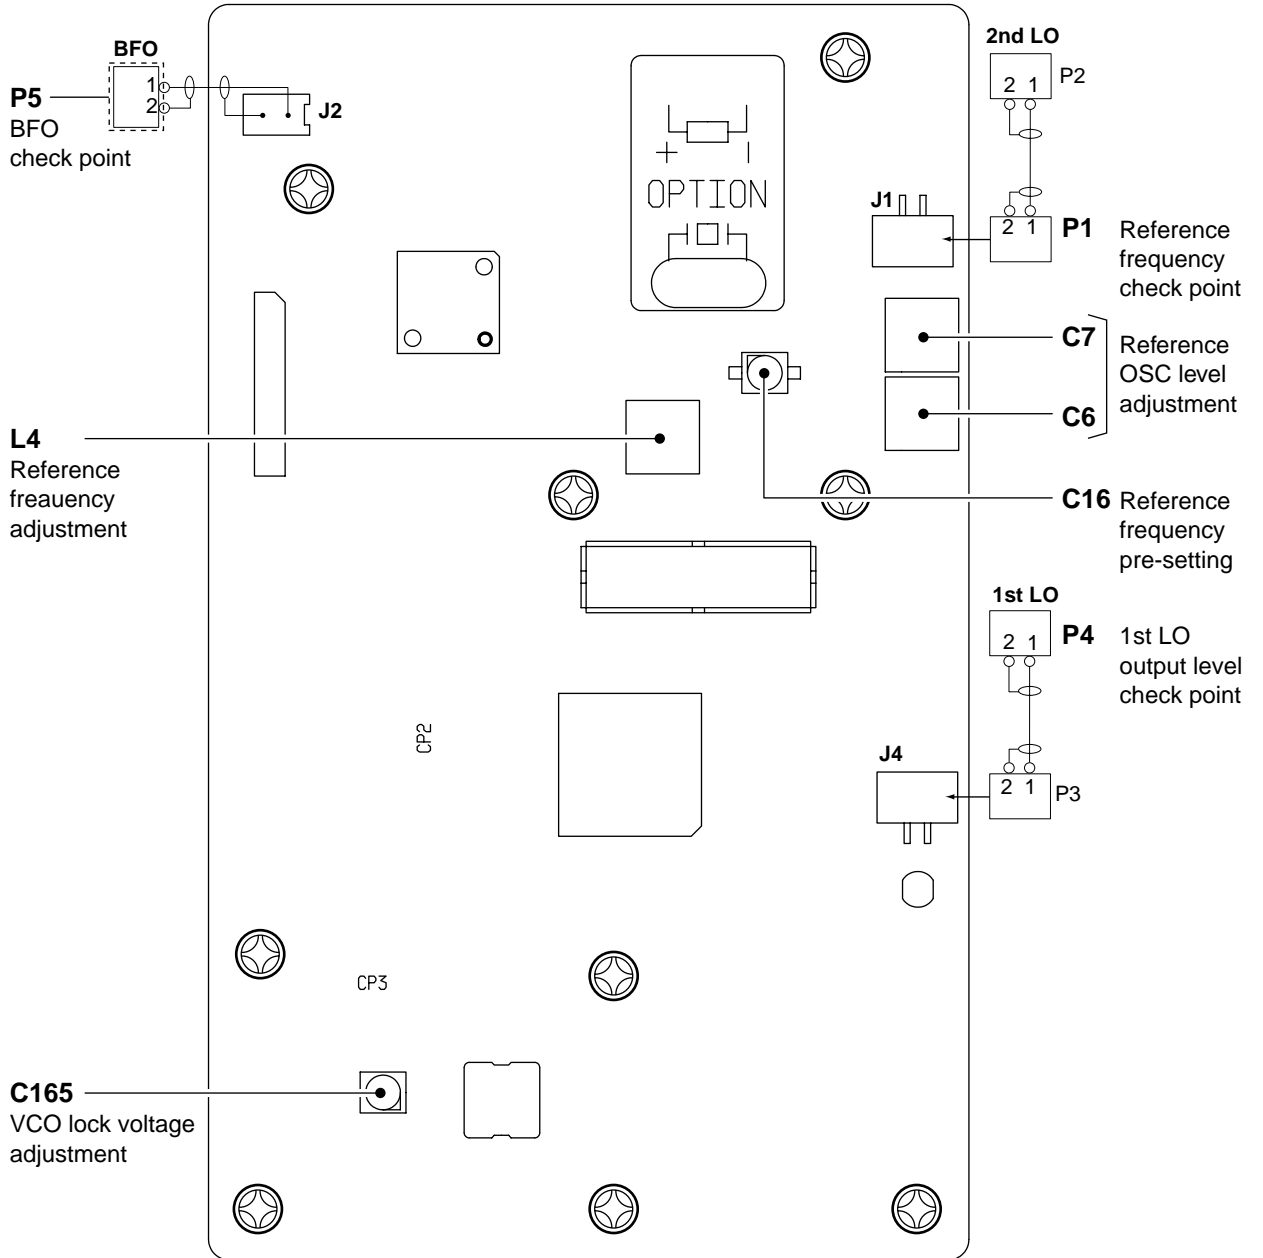 BFO
P5
BFO
check point
1
2
J2
+ −
OPTION
2nd LO
2 1
P2
J1
2 1
P1
Reference
frequency
check point
C7
C6
Reference
OSC level
adjustment
L4
Reference
freauency
adjustment
C16
Reference
frequency
pre-setting
1st LO
2 1
P4
1st LO
output level
check point
J4
2 1
P3
CP2
CP3
C165
VCO lock voltage
adjustment